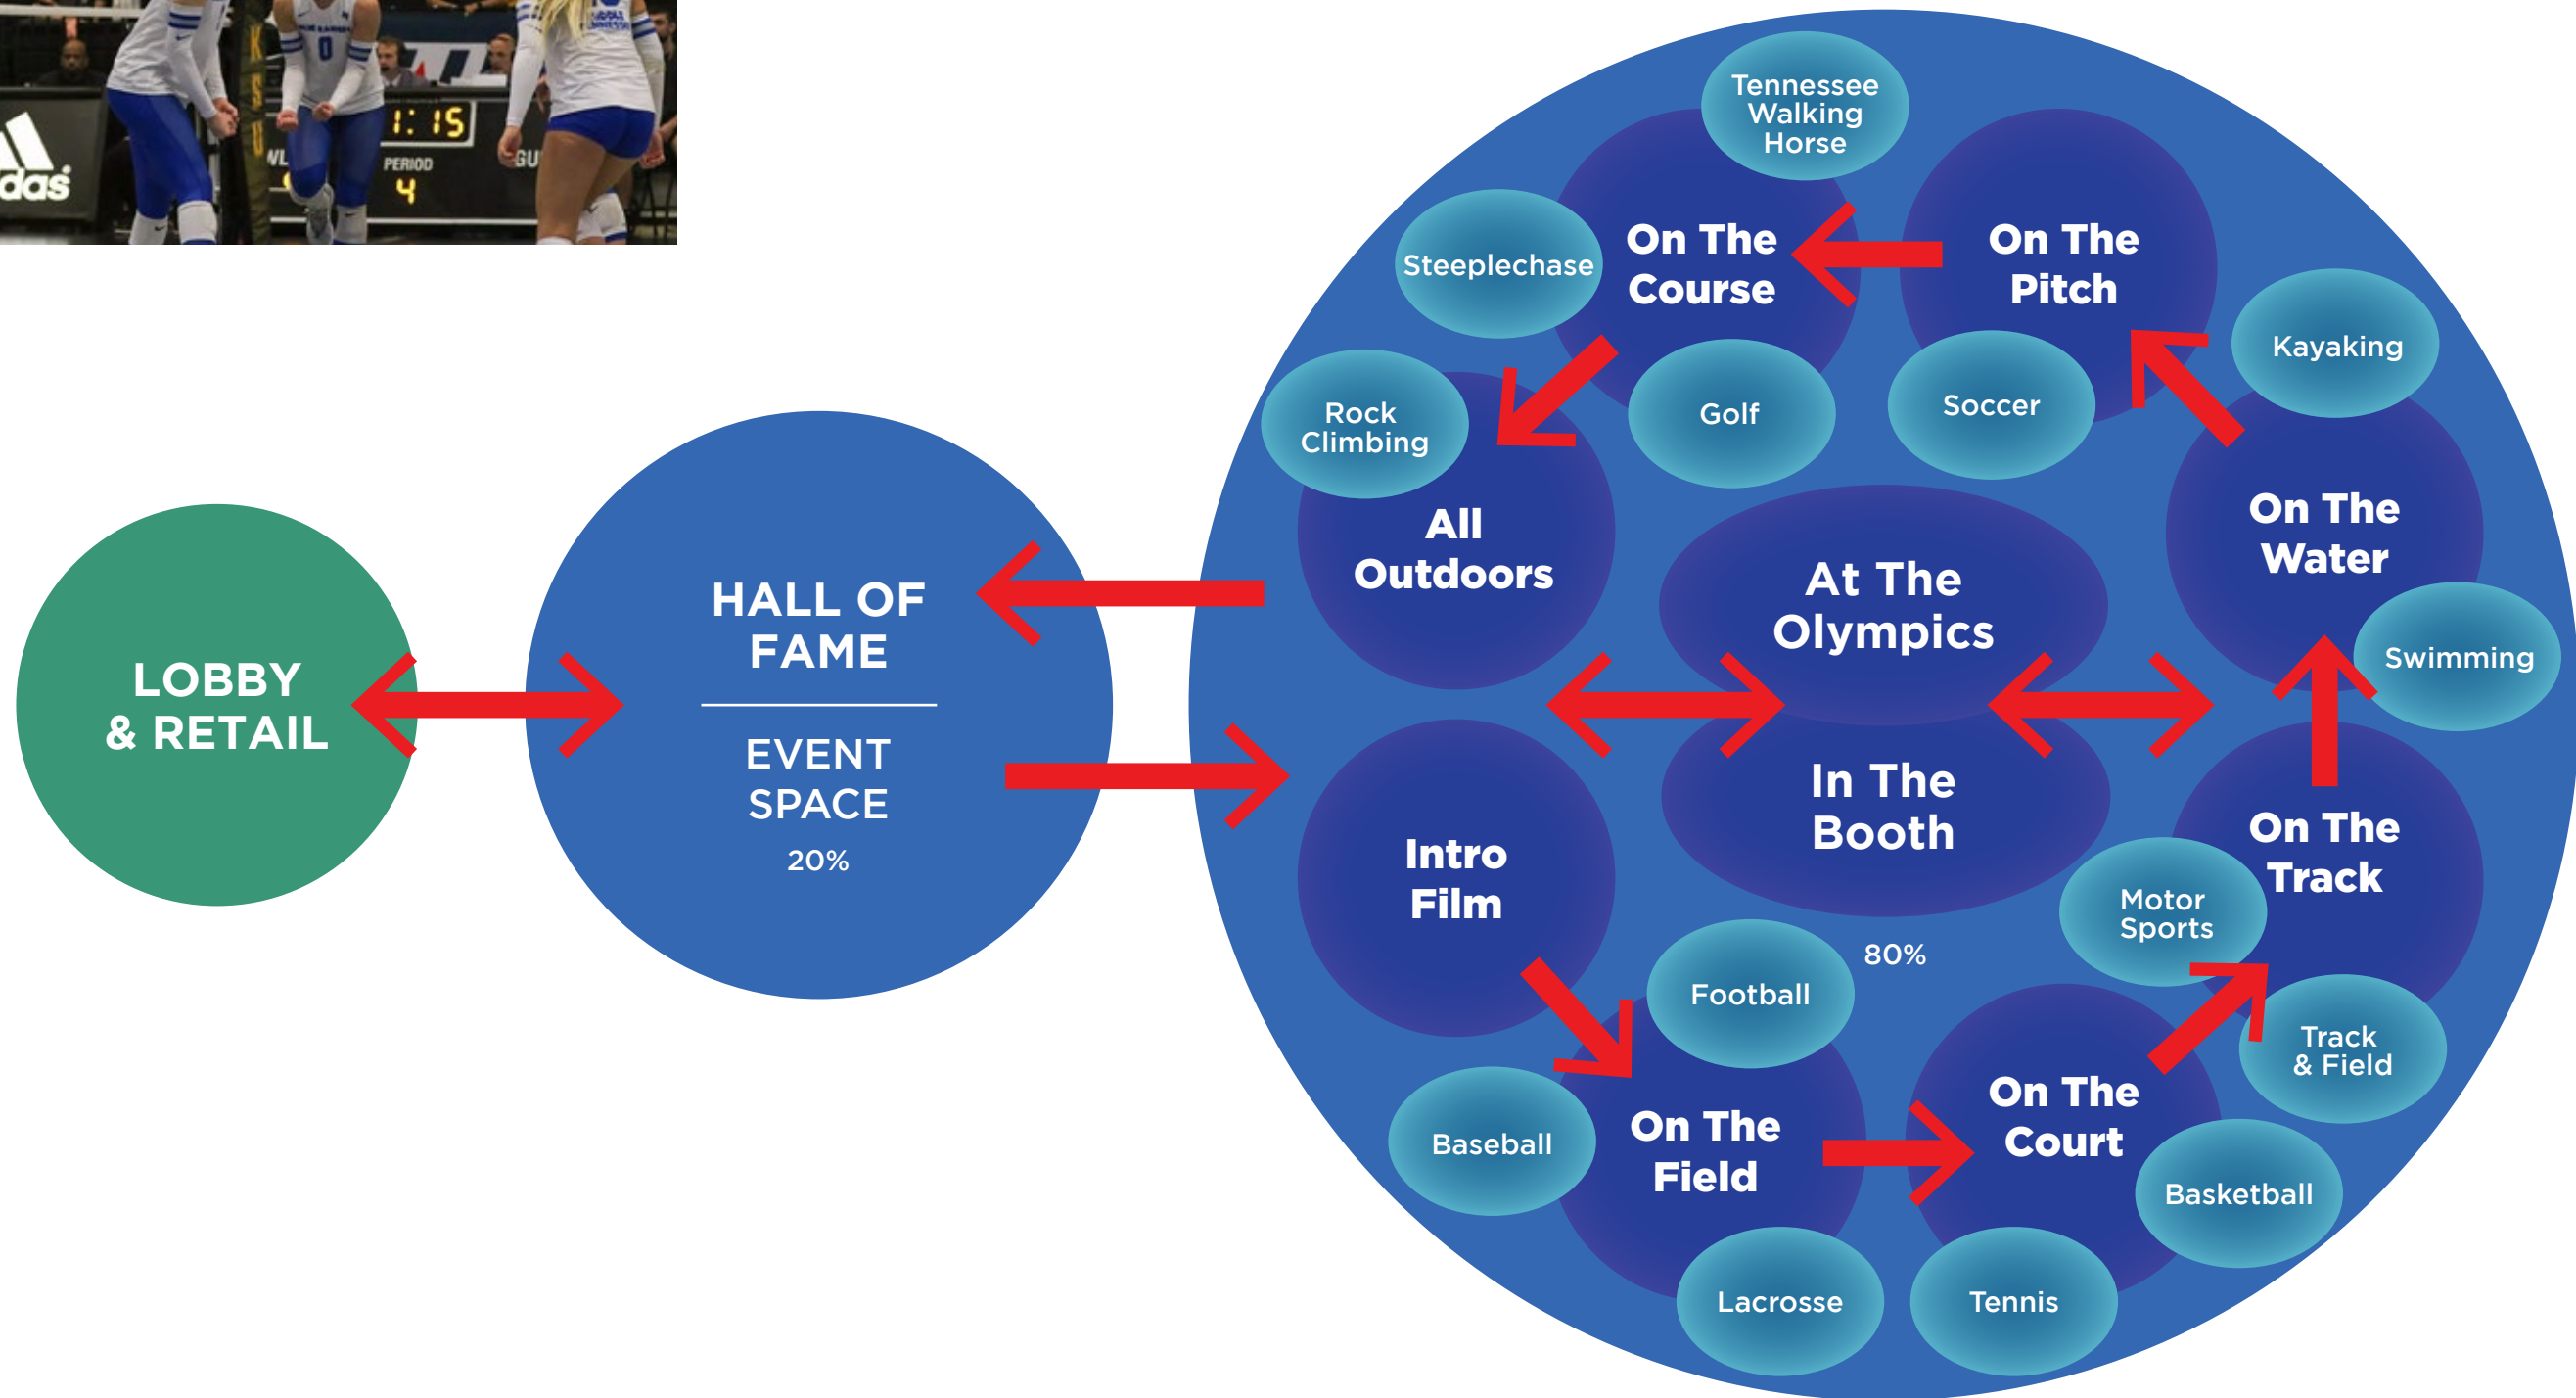 0
1:15
PERIOD
4
das
LOBBY
& RETAIL
HALL OF
FAME
EVENT
SPACE
20%
Tennessee
Walking
Horse
Steeplechase
On The
Course
On The
Pitch
Kayaking
Rock
Climbing
Golf
Soccer
All
Outdoors
On The
Water
At The
Olympics
Swimming
In The
Booth
Intro
Film
On The
Track
Motor
Sports
80%
Football
Track
& Field
Baseball
On The
Field
On The
Court
Basketball
Lacrosse
Tennis